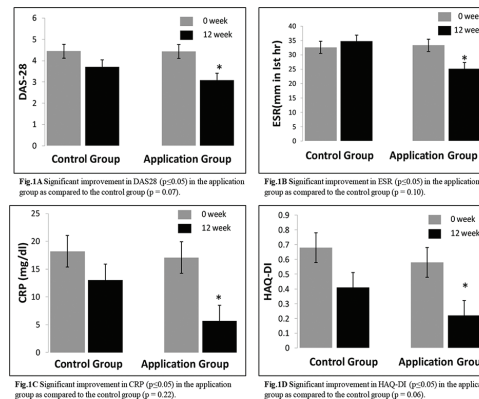 5
4
3
2
1
0
DAS-28
0 week
12 week
*
Control Group Application Group
Fig.1A Significant improvement in DAS28 (p≤0.05) in the application
group as compared to the control group (p = 0.07).
40
35
30
25
20
15
10
5
0
ESR(mm in Ist hr)
0 week
12 week
*
Control Group Application Group
Fig.1B Significant improvement in ESR (p≤0.05) in the application
group as compared to the control group (p = 0.10).
25
20
15
10
5
0
CRP (mg/dl)
0 week
12 week
*
Control Group Application Group
Fig.1C Significant improvement in CRP (p≤0.05) in the application
group as compared to the control group (p = 0.22).
0.9
0.8
0.7
0.6
0.5
0.4
0.3
0.2
0.1
0
HAQ-DI
0 week
12 week
*
Control Group Application Group
Fig.1D Significant improvement in HAQ-DI (p≤0.05) in the
group as compared to the control group (p = 0.06).